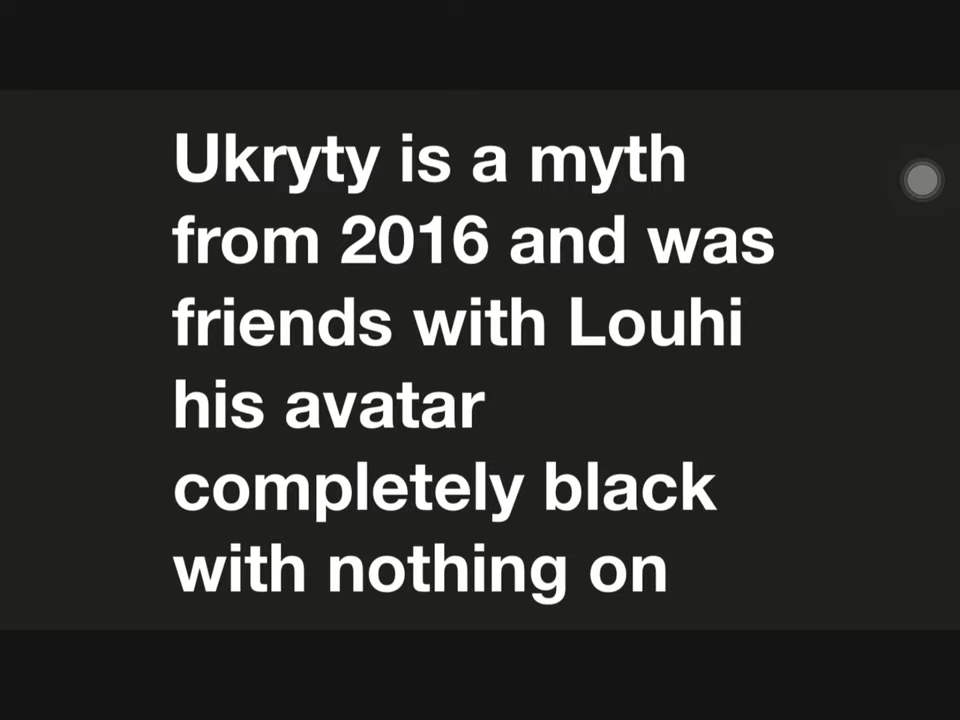 Ukryty is a myth
from 2016 and was
friends with Louhi
his avatar
completely black
with nothing on